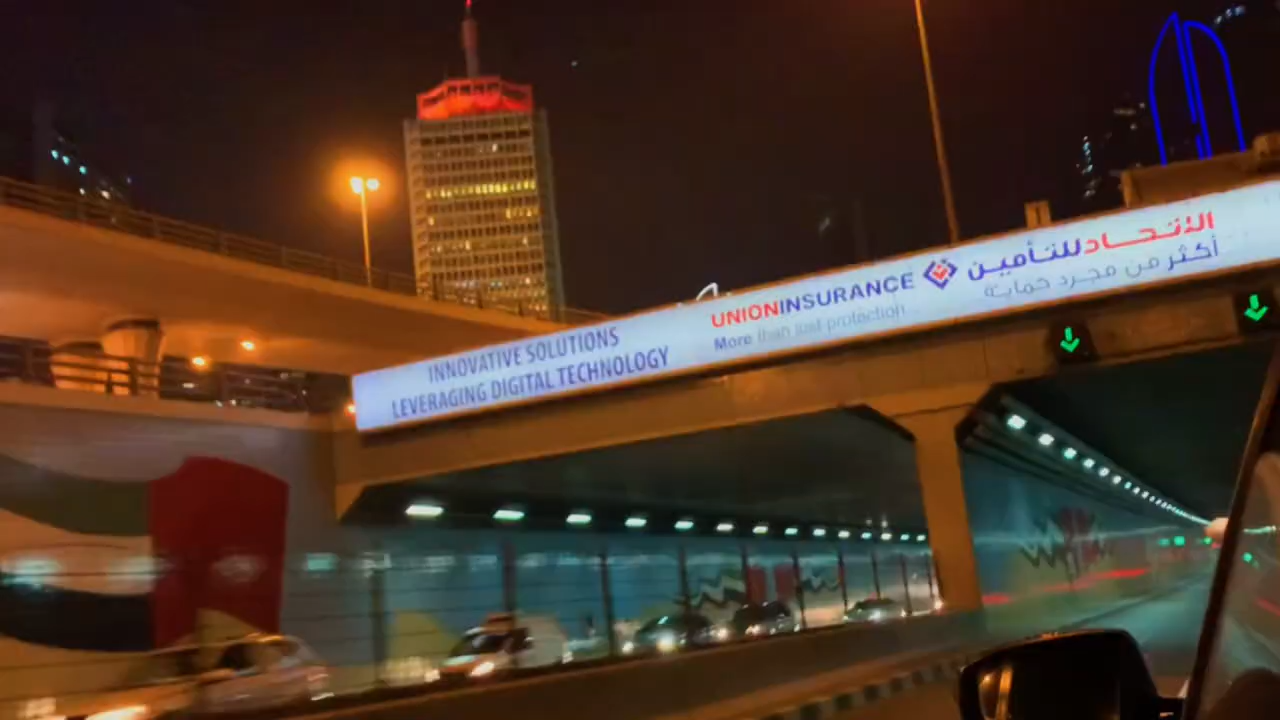 INNOVATIVE SOLUTIONS
LEVERAGING DIGITAL TECHNOLOGY
UNIONINSURANCE
More than just protection
الاتحاد للتأمين
أكثر من مجرد حماية